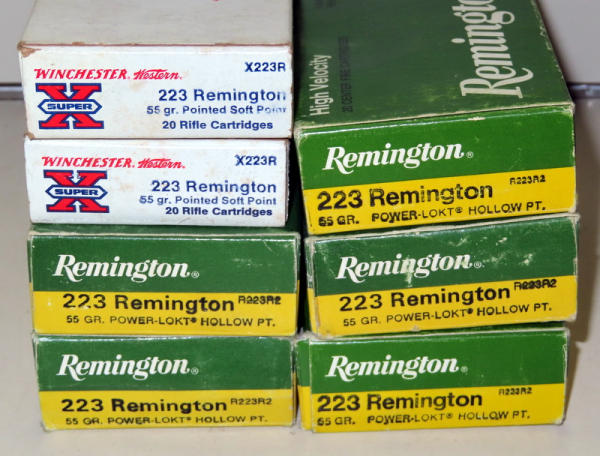 WINCHESTER Western
X223R
SUPER
X
223 Remington
55 gr. Pointed Soft Point
20 Rifle Cartridges
WINCHESTER Western
X223R
SUPER
X
223 Remington
55 gr. Pointed Soft Point
20 Rifle Cartridges
Remington®
223 Remington R223R2
55 GR. POWER-LOKT® HOLLOW PT.
Remington®
223 Remington R223R2
55 GR. POWER-LOKT® HOLLOW PT.
High Velocity
20 CENTER FIRE CARTRIDGES
Remington
Remington®
223 Remington R223R2
55 GR. POWER-LOKT® HOLLOW PT.
Remington®
223 Remington R223R2
55 GR. POWER-LOKT® HOLLOW PT.
Remington®
223 Remington R223R2
55 GR. POWER-LOKT® HOLLOW PT.